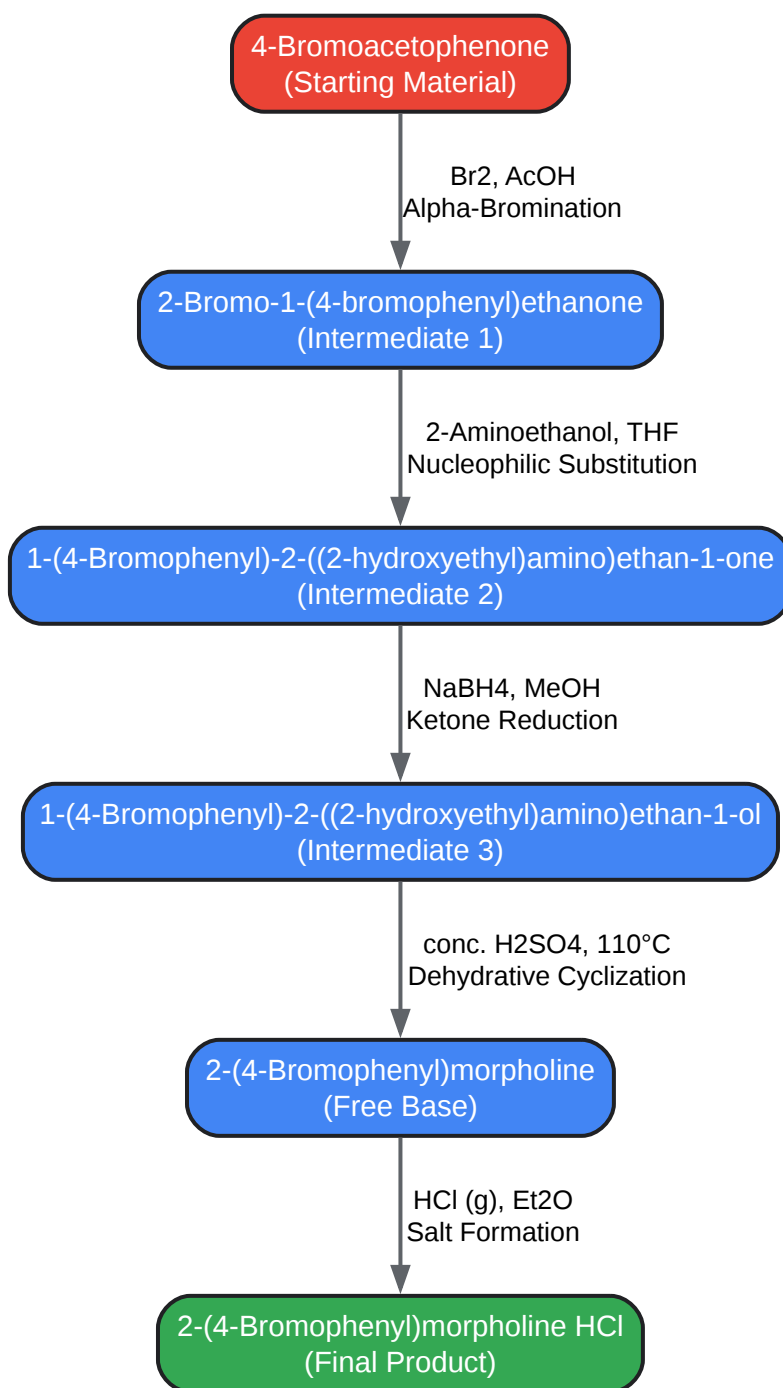 4-Bromoacetophenone
(Starting Material)
Br2, AcOH
Alpha-Bromination
2-Bromo-1-(4-bromophenyl)ethanone
(Intermediate 1)
2-Aminoethanol, THF
Nucleophilic Substitution
1-(4-Bromophenyl)-2-((2-hydroxyethyl)amino)ethan-1-one
(Intermediate 2)
NaBH4, MeOH
Ketone Reduction
1-(4-Bromophenyl)-2-((2-hydroxyethyl)amino)ethan-1-ol
(Intermediate 3)
conc. H2SO4, 110°C
Dehydrative Cyclization
2-(4-Bromophenyl)morpholine
(Free Base)
HCl (g), Et2O
Salt Formation
2-(4-Bromophenyl)morpholine HCl
(Final Product)